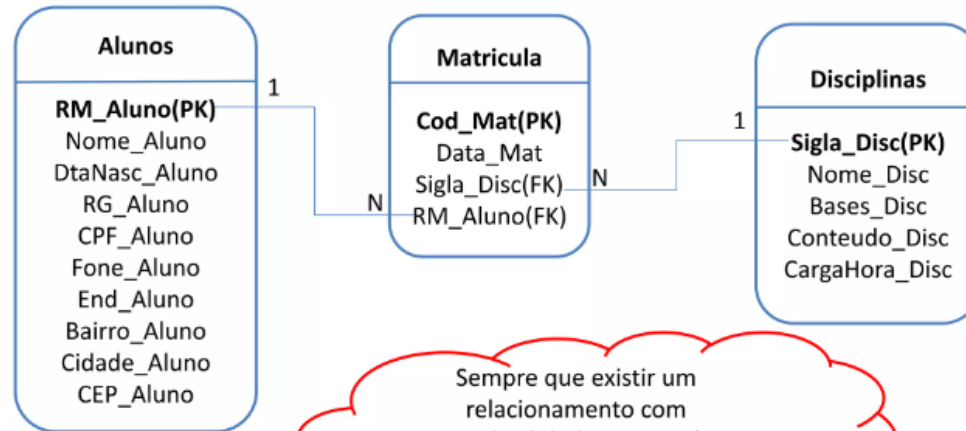 Alunos
RM_Aluno(PK)
Nome_Aluno
DtaNasc_Aluno
RG_Aluno
CPF_Aluno
Fone_Aluno
End_Aluno
Bairro_Aluno
Cidade_Aluno
CEP_Aluno
1
N
Matricula
Cod_Mat(PK)
Data_Mat
Sigla_Disc(FK)
RM_Aluno(FK)
N
1
Disciplinas
Sigla_Disc(PK)
Nome_Disc
Bases_Disc
Conteudo_Disc
CargaHora_Disc
Sempre que existir um
relacionamento com